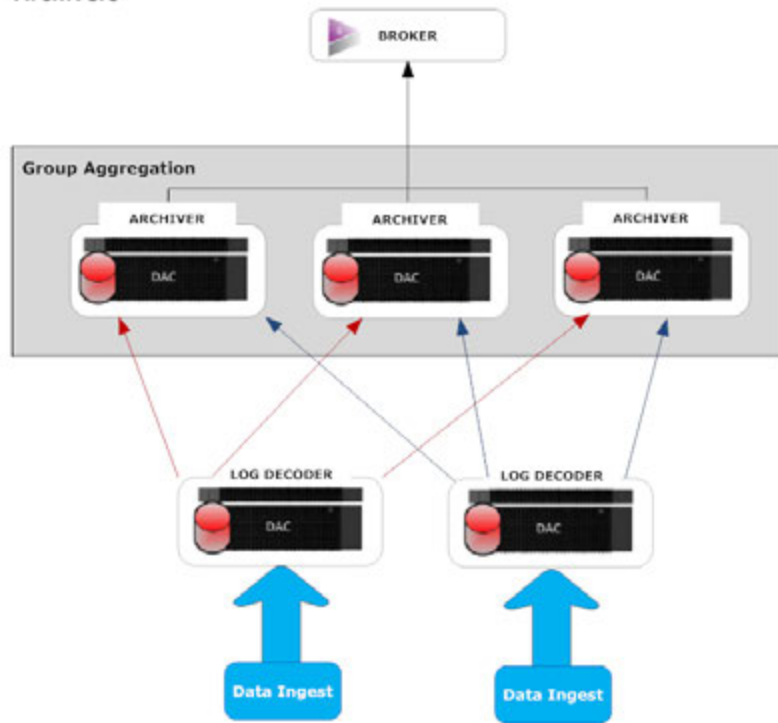 BROKER
Group Aggregation
ARCHIVER
ARCHIVER
ARCHIVER
DAC
DAC
DAC
LOG DECODER
LOG DECODER
DAC
DAC
Data Ingest
Data Ingest